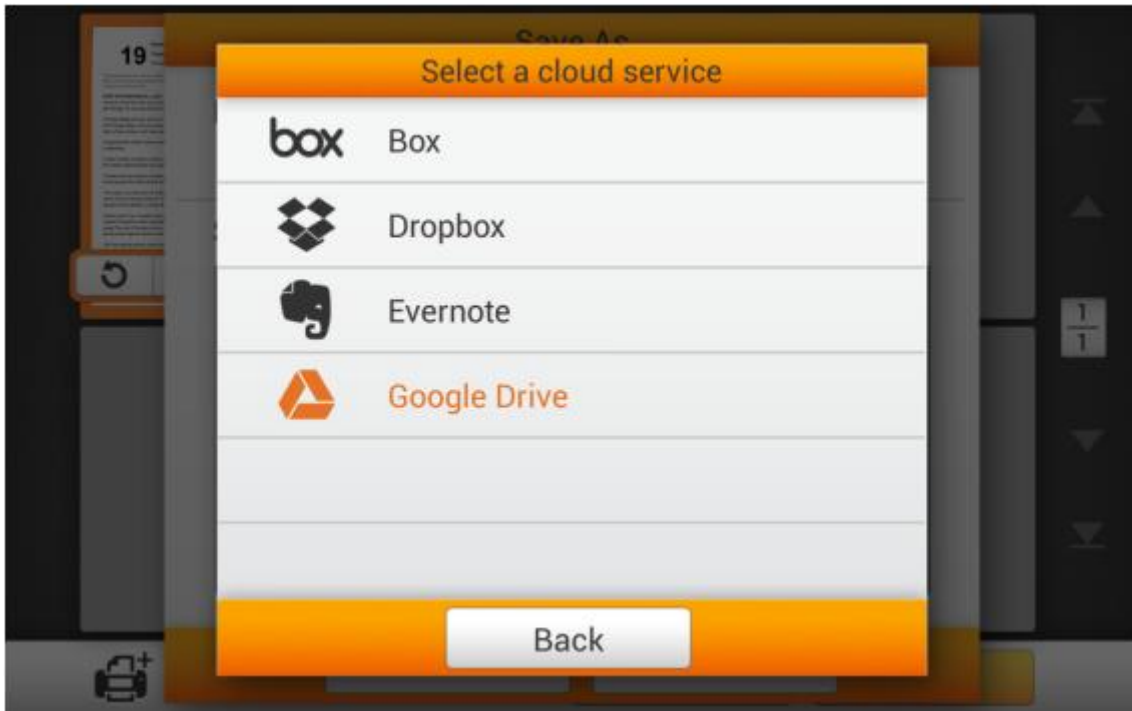 Save As
19
Select a cloud service
box Box
Dropbox
Evernote
Google Drive
1
1
Back